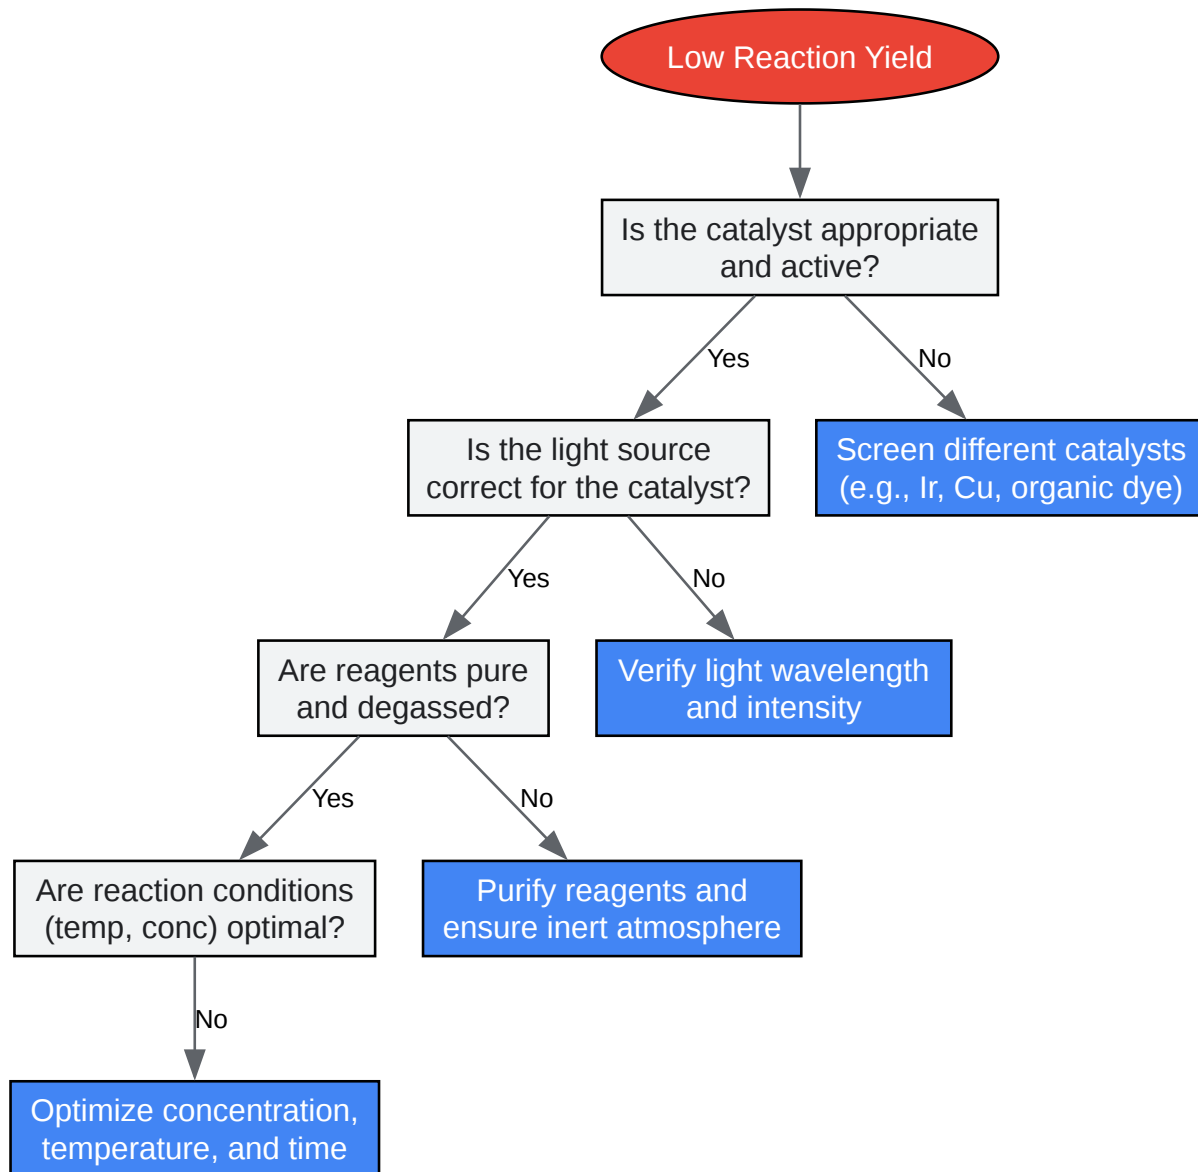 Low Reaction Yield
Is the catalyst appropriate
and active?
Yes
No
Is the light source
correct for the catalyst?
Screen different catalysts
(e.g., Ir, Cu, organic dye)
Yes
No
Are reagents pure
and degassed?
Verify light wavelength
and intensity
Yes
No
Are reaction conditions
(temp, conc) optimal?
Purify reagents and
ensure inert atmosphere
No
Optimize concentration,
temperature, and time